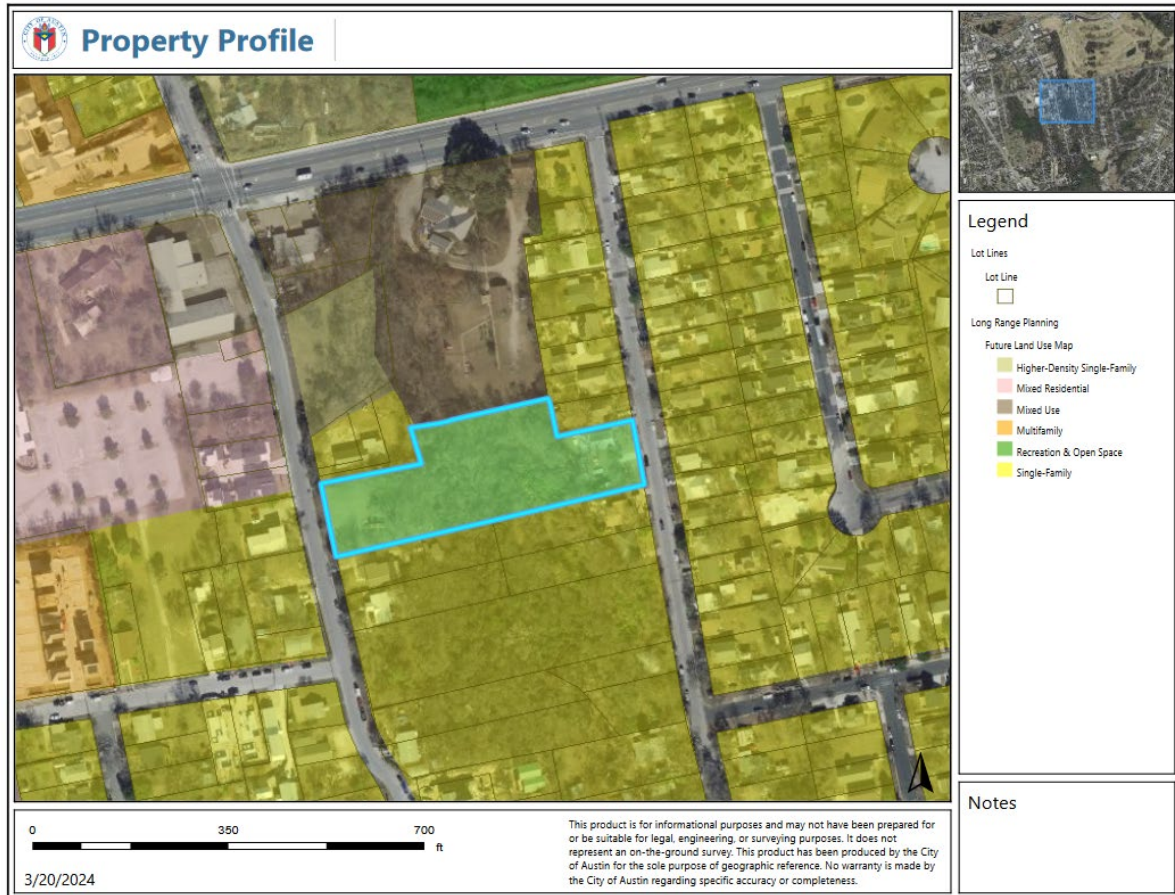 CITY OF AUSTIN
Property Profile
Legend
Lot Lines
Lot Line
Long Range Planning
Future Land Use Map
Higher-Density Single-Family
Mixed Residential
Mixed Use
Multifamily
Recreation & Open Space
Single-Family
Notes
0 350 700
ft
3/20/2024
This product is for informational purposes and may not have been prepared for
or be suitable for legal, engineering, or surveying purposes. It does not
represent an on-the-ground survey. This product has been produced by the City
of Austin for the sole purpose of geographic reference. No warranty is made by
the City of Austin regarding specific accuracy or completeness.